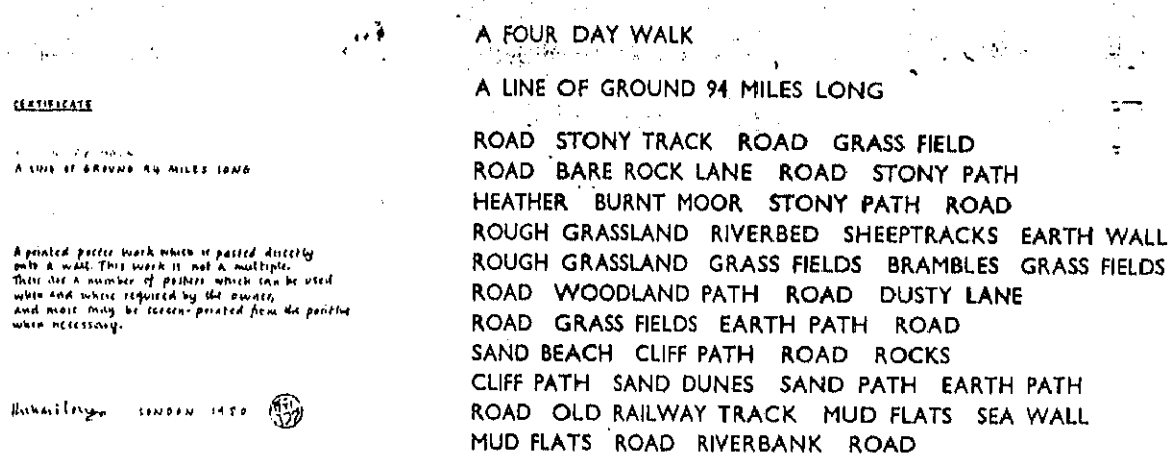 CERTIFICATE
A LINE OF GROUND 94 MILES LONG
A printed poster work which is pasted directly
onto a wall. This work is not a multiple.
There are a number of posters which can be used
when and where required by the owner,
and more may be screen-printed from the positive
when necessary.
LONDON 1980
A FOUR DAY WALK
A LINE OF GROUND 94 MILES LONG
ROAD STONY TRACK ROAD GRASS FIELD
ROAD BARE ROCK LANE ROAD STONY PATH
HEATHER BURNT MOOR STONY PATH ROAD
ROUGH GRASSLAND RIVERBED SHEEPTRACKS EARTH WALL
ROUGH GRASSLAND GRASS FIELDS BRAMBLES GRASS FIELDS
ROAD WOODLAND PATH ROAD DUSTY LANE
ROAD GRASS FIELDS EARTH PATH ROAD
SAND BEACH CLIFF PATH ROAD ROCKS
CLIFF PATH SAND DUNES SAND PATH EARTH PATH
ROAD OLD RAILWAY TRACK MUD FLATS SEA WALL
MUD FLATS ROAD RIVERBANK ROAD